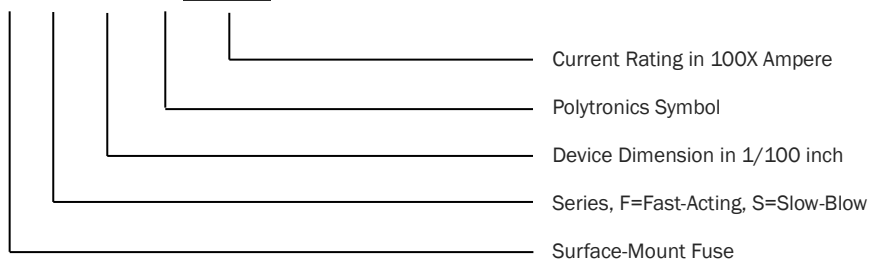 Current Rating in 100X Ampere
Polytronics Symbol
Device Dimension in 1/100 inch
Series, F=Fast-Acting, S=Slow-Blow
Surface-Mount Fuse